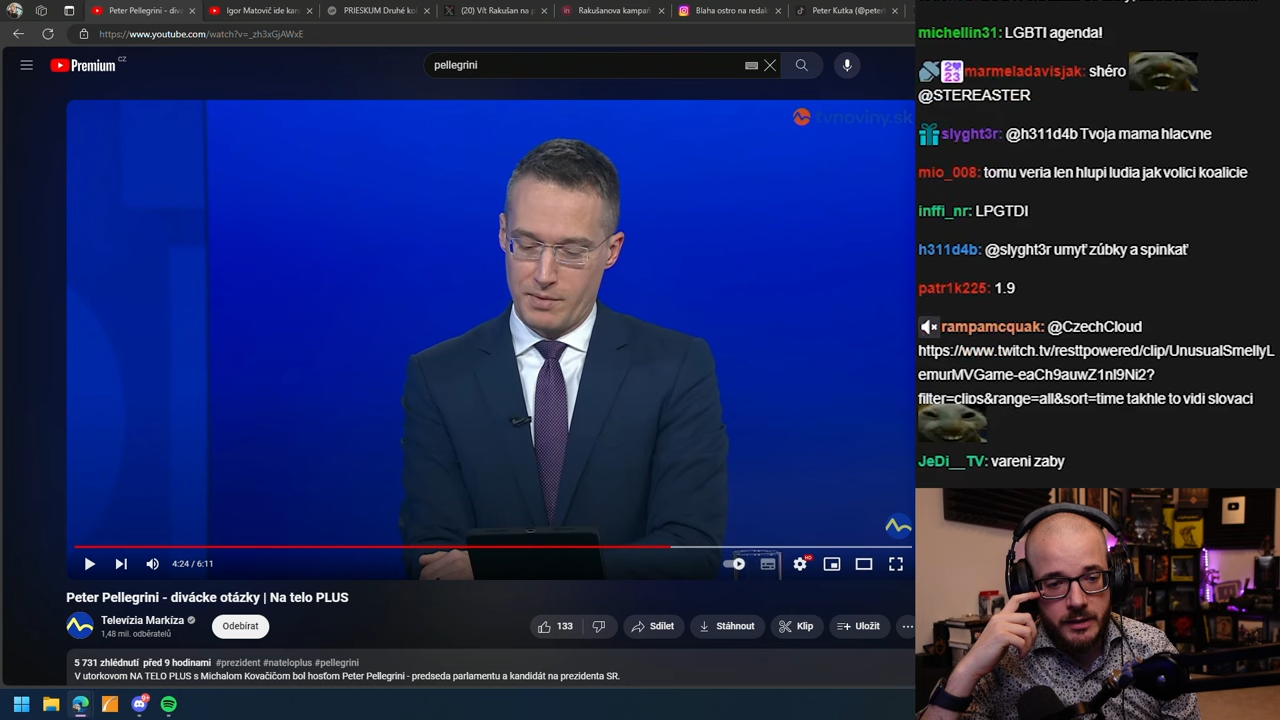 Peter Pellegrini - divá
Igor Matovič ide kan
PRIESKUM Druhé ko
(20) Vít Rakušan na
Rakušanova kampaň
Blaha ostro na redak
Peter Kutka (@peter
https://www.youtube.com/watch?v=_zh3xGjAWxE
Premium CZ
pellegrini
tvnoviny.sk
4:24 / 6:11
HD
Peter Pellegrini - divácke otázky | Na telo PLUS
Televízia Markíza
1,48 mil. odběratelů
Odebírat
133
Sdílet
Stáhnout
Klip
Uložit
5 731 zhlédnutí před 9 hodinami #prezident #nateloplus #pellegrini
V utorkovom NA TELO PLUS s Michalom Kovačičom bol hosťom Peter Pellegrini - predseda parlamentu a kandidát na prezidenta SR.
michellin31: LGBTI agenda!
marmeladavisjak: shéro
@STEREASTER
slyght3r: @h311d4b Tvoja mama hlacvne
mio_008: tomu veria len hlupi ludia jak volici koalicie
inffi_nr: LPGTDI
h311d4b: @slyght3r umyť zúbky a spinkať
patr1k225: 1.9
rampamcquak: @CzechCloud
https://www.twitch.tv/resttpowered/clip/UnusualSmellyL
emurMVGame-eaCh9auwZ1nI9Ni2?
filter=clips&range=all&sort=time takhle to vidi slovaci
JeDi__TV: vareni zaby